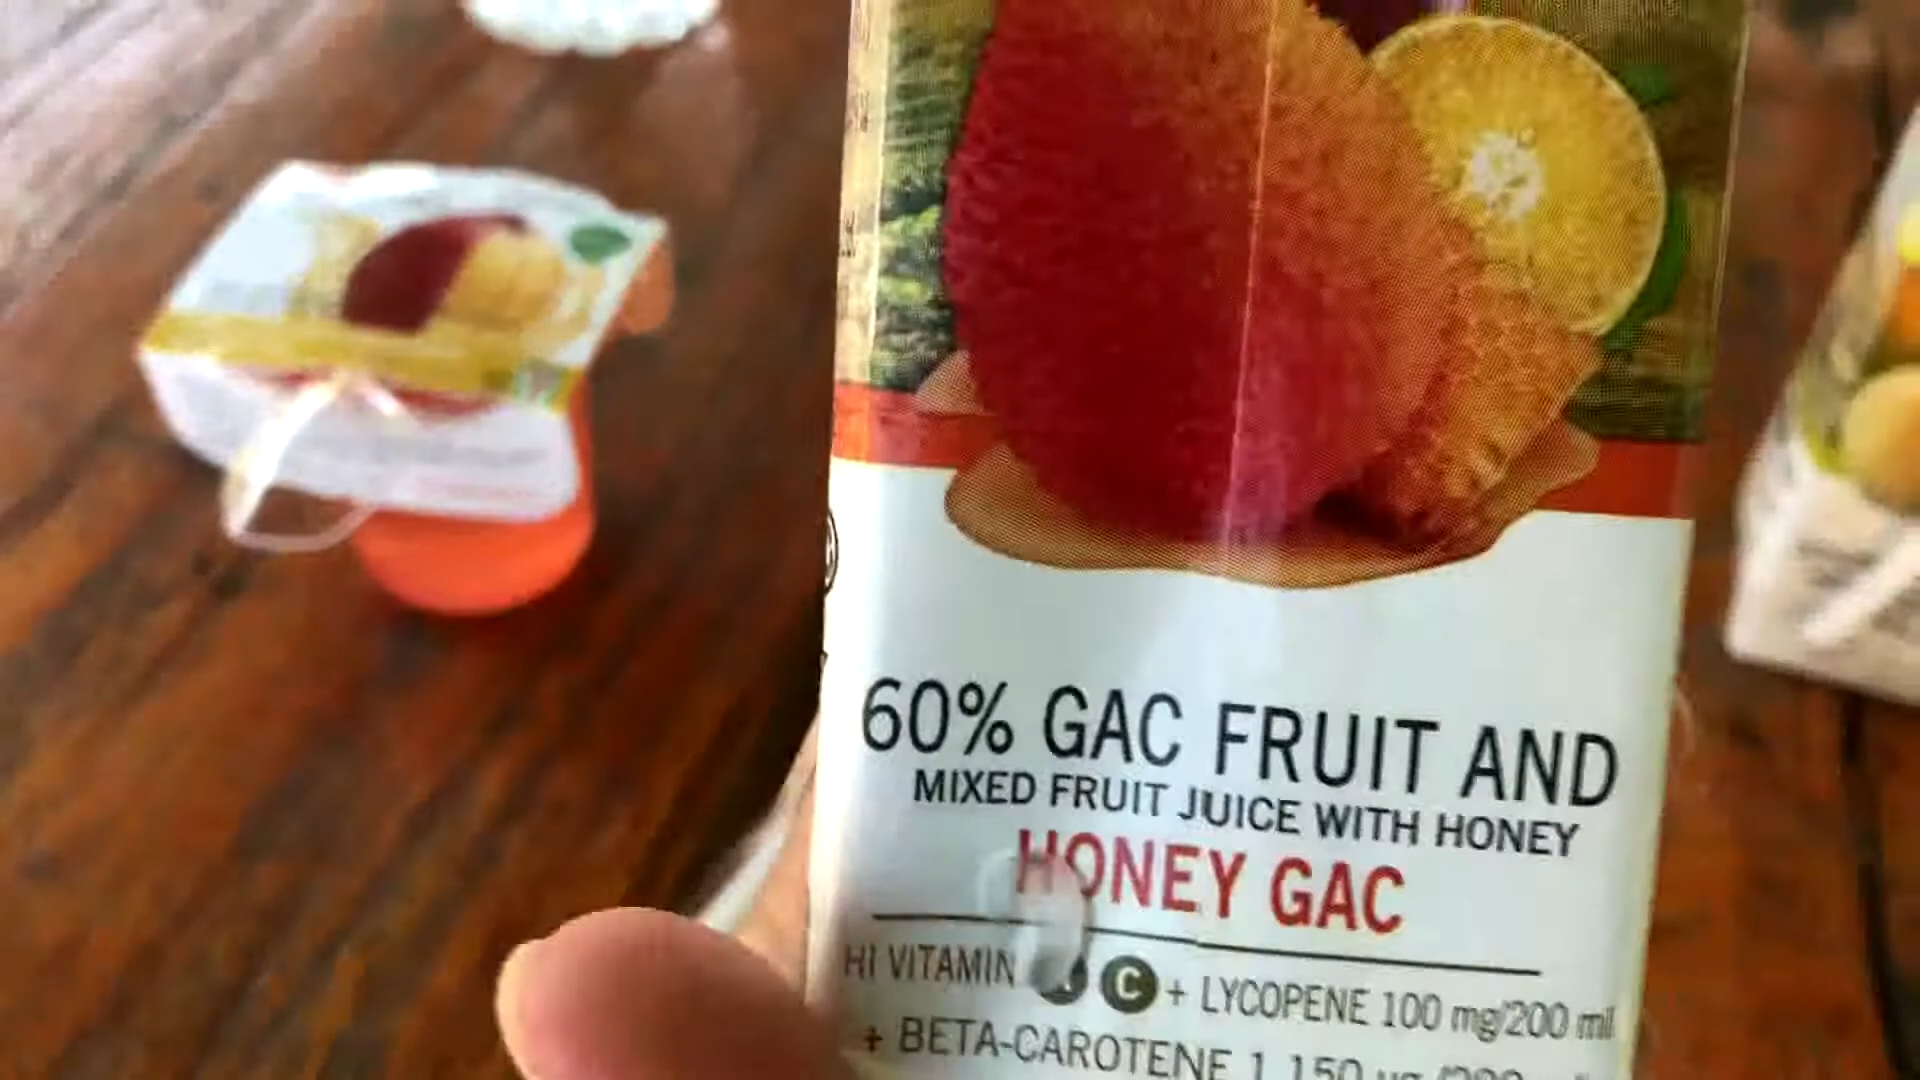 60% GAC FRUIT AND
MIXED FRUIT JUICE WITH HONEY
HONEY GAC
HI VITAMIN C + LYCOPENE 100 mg/200 ml
+ BETA-CAROTENE 1,150